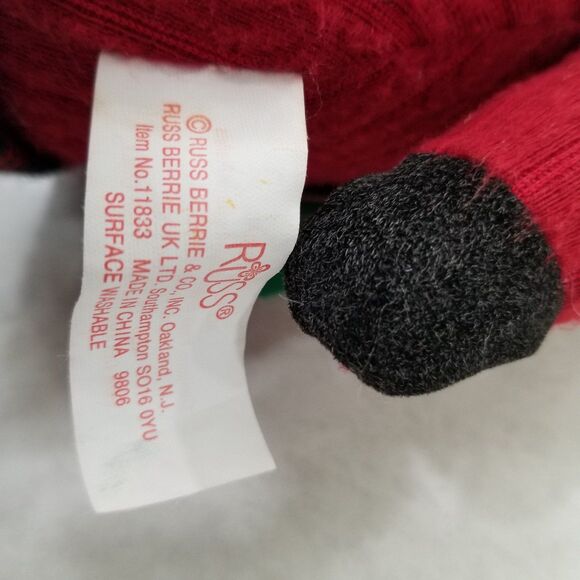 RUSS®
© RUSS BERRIE & CO., INC. Oakland, N.J.
RUSS BERRIE UK LTD., Southampton SO16 0YU
Item No.11833 MADE IN CHINA 9806
SURFACE WASHABLE